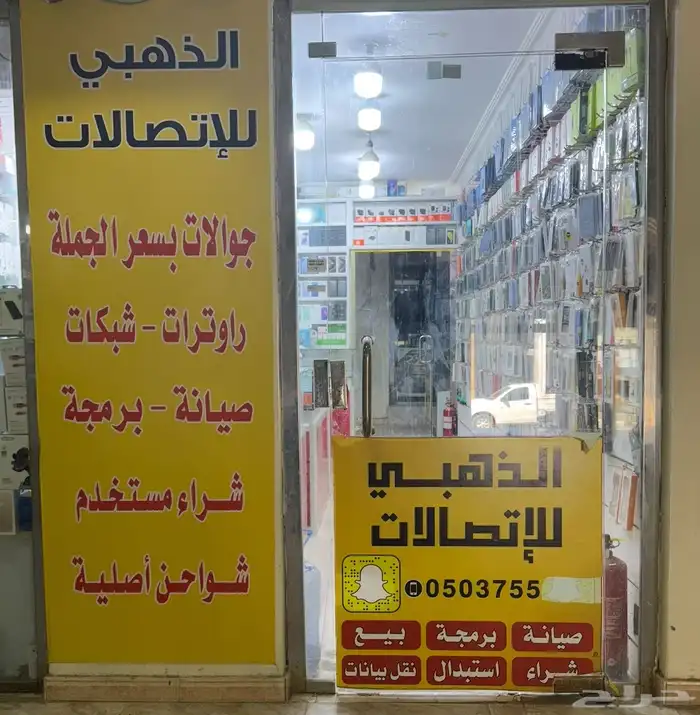 الذهبي
للإتصالات
جوالات بسعر الجملة
راوترات - شبكات
صيانة - برمجة
شراء مستخدم
شواحن أصلية
الذهبي
للإتصالات
0503755
صيانة برمجة بيع
شراء استبدال نقل بيانات
حراج